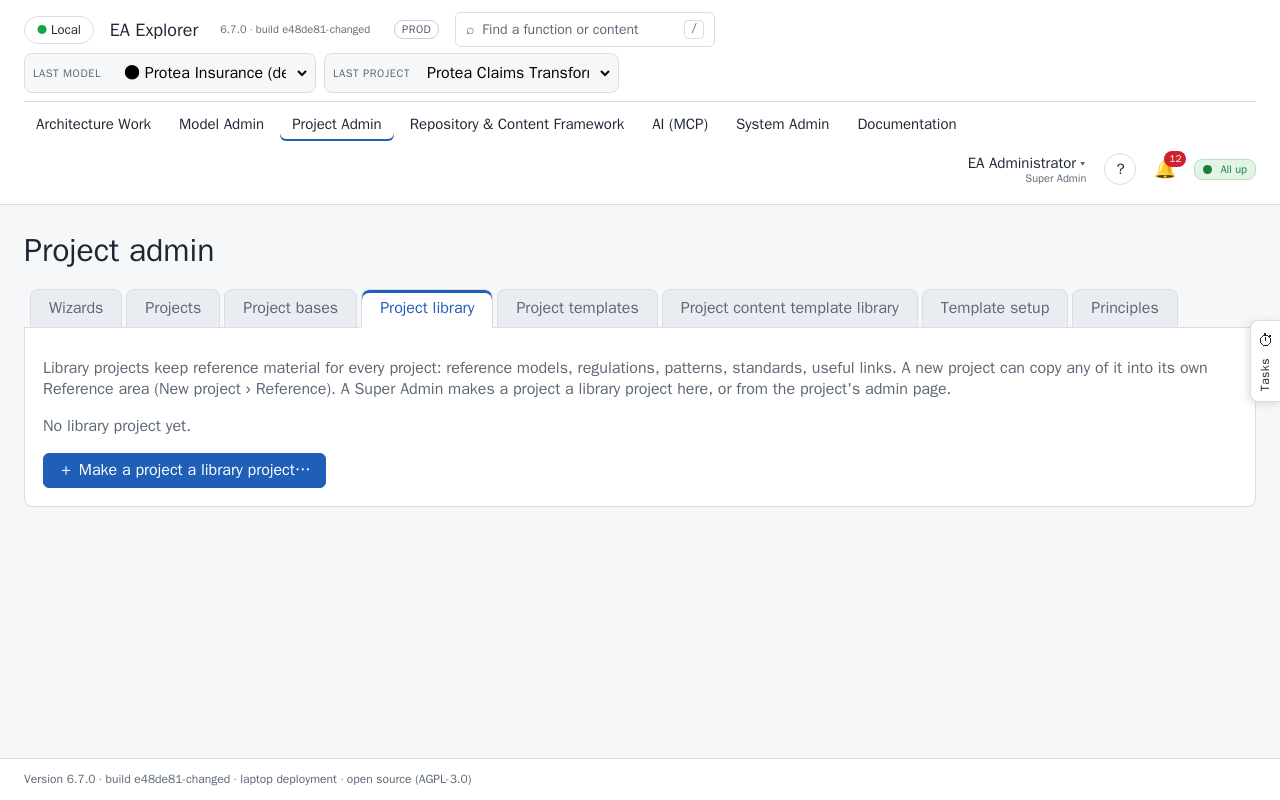 Local
EA Explorer
6.7.0 · build e48de81-changed
PROD
Find a function or content
/
LAST MODEL
Protea Insurance (de
LAST PROJECT
Protea Claims Transforr
Architecture Work
Model Admin
Project Admin
Repository & Content Framework
AI (MCP)
System Admin
Documentation
EA Administrator
Super Admin
?
12
All up
Project admin
Wizards
Projects
Project bases
Project library
Project templates
Project content template library
Template setup
Principles
Library projects keep reference material for every project: reference models, regulations, patterns, standards, useful links. A new project can copy any of it into its own
Reference area (New project › Reference). A Super Admin makes a project a library project here, or from the project's admin page.
No library project yet.
+ Make a project a library project…
Tasks
Version 6.7.0 · build e48de81-changed · laptop deployment · open source (AGPL-3.0)